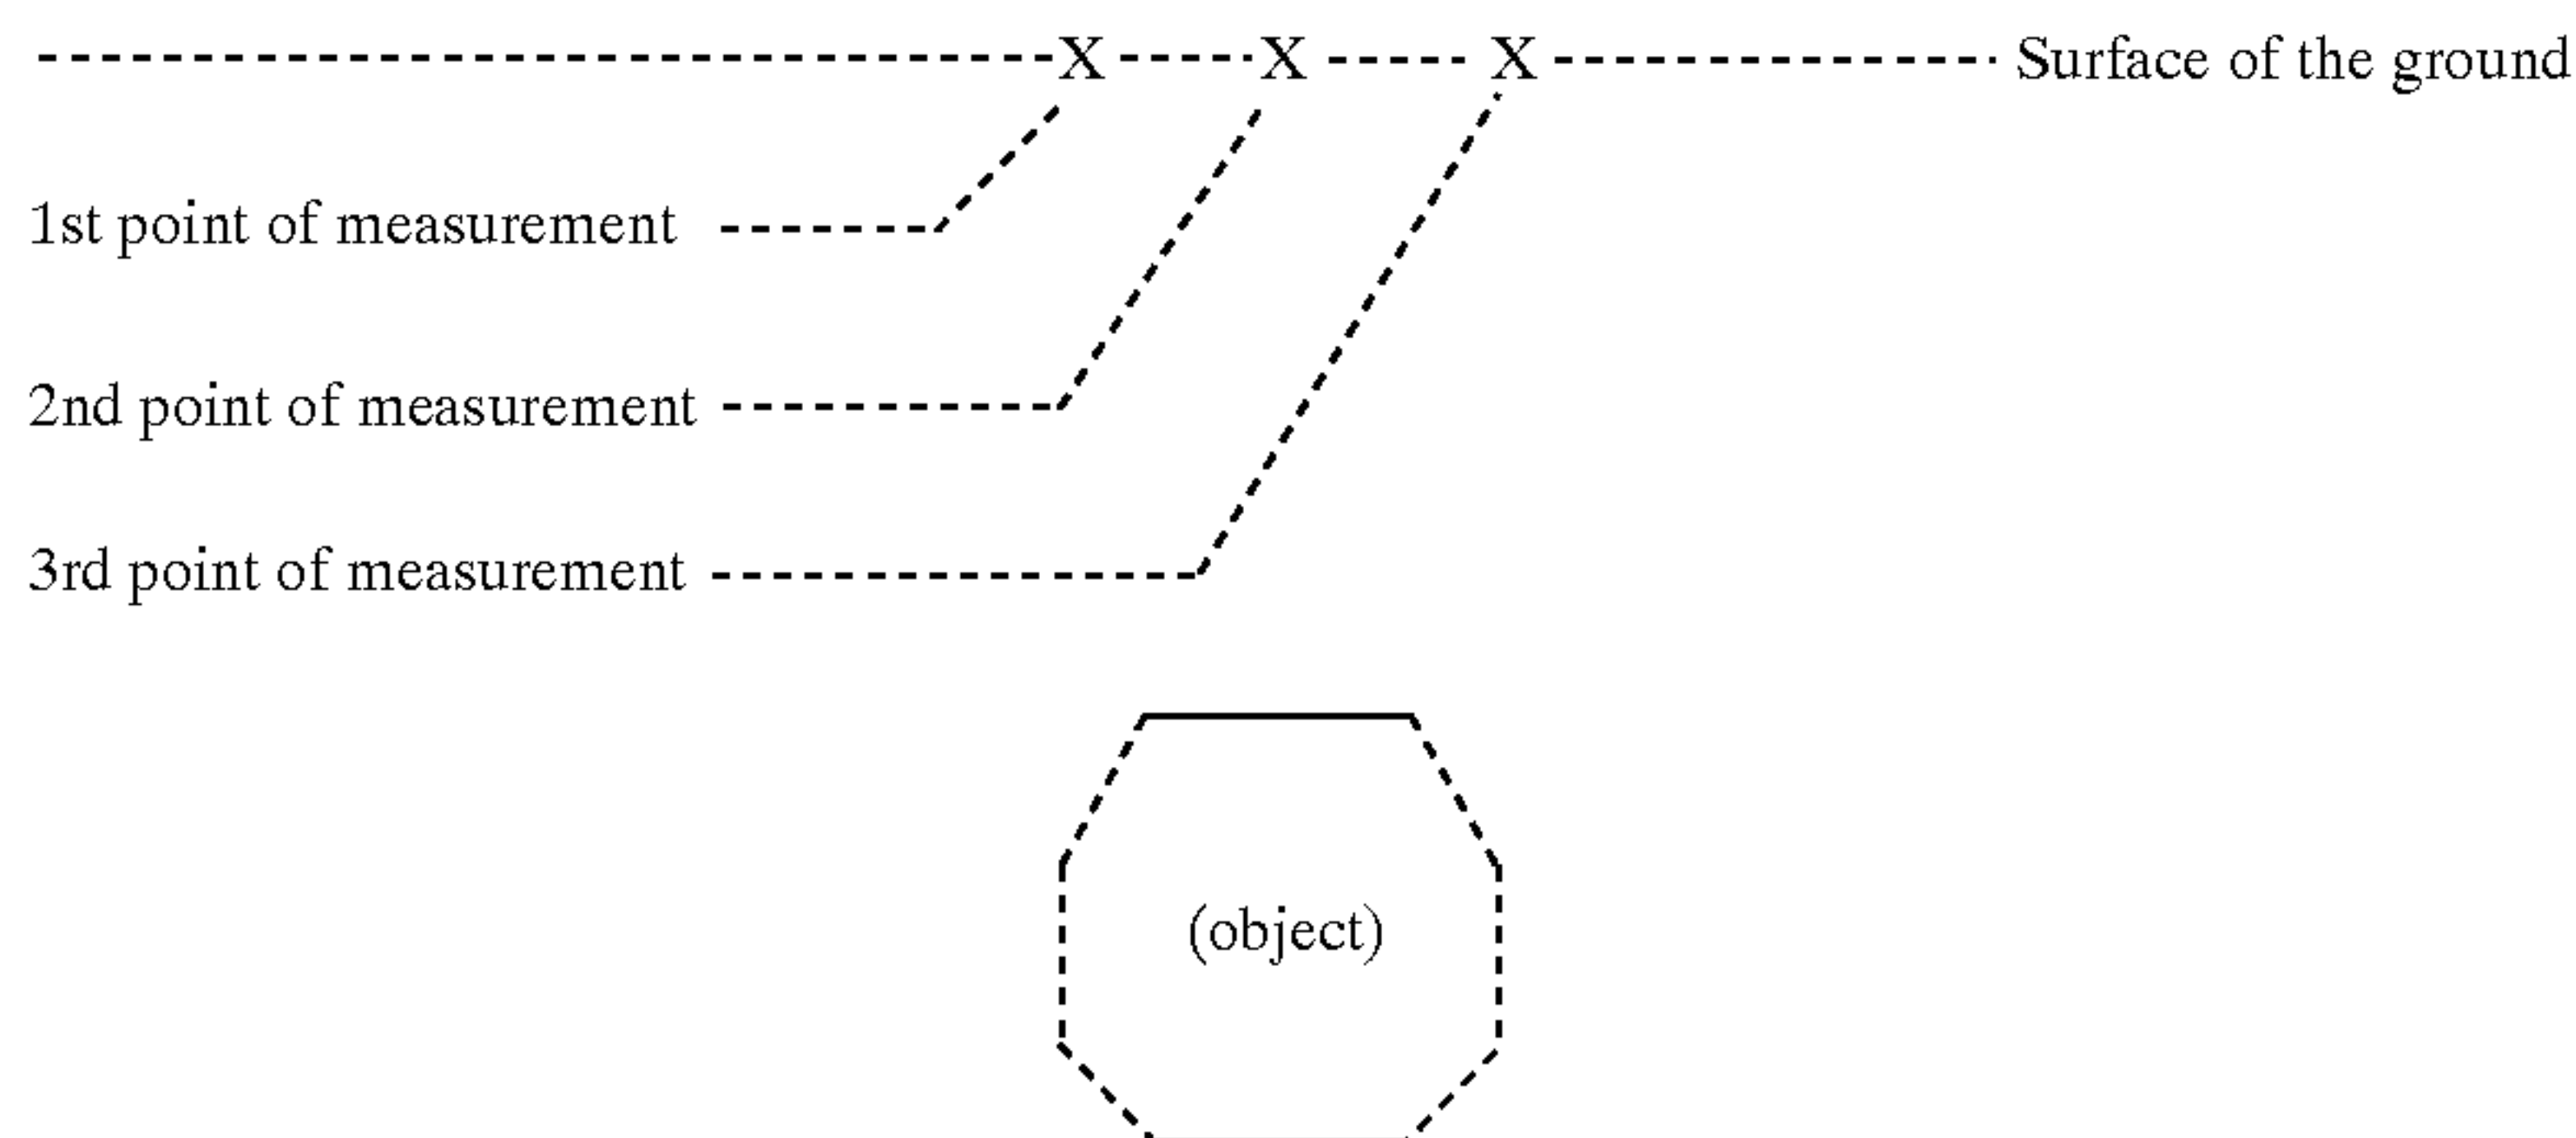 X X X Surface of the ground
1st point of measurement
2nd point of measurement
3rd point of measurement
(object)